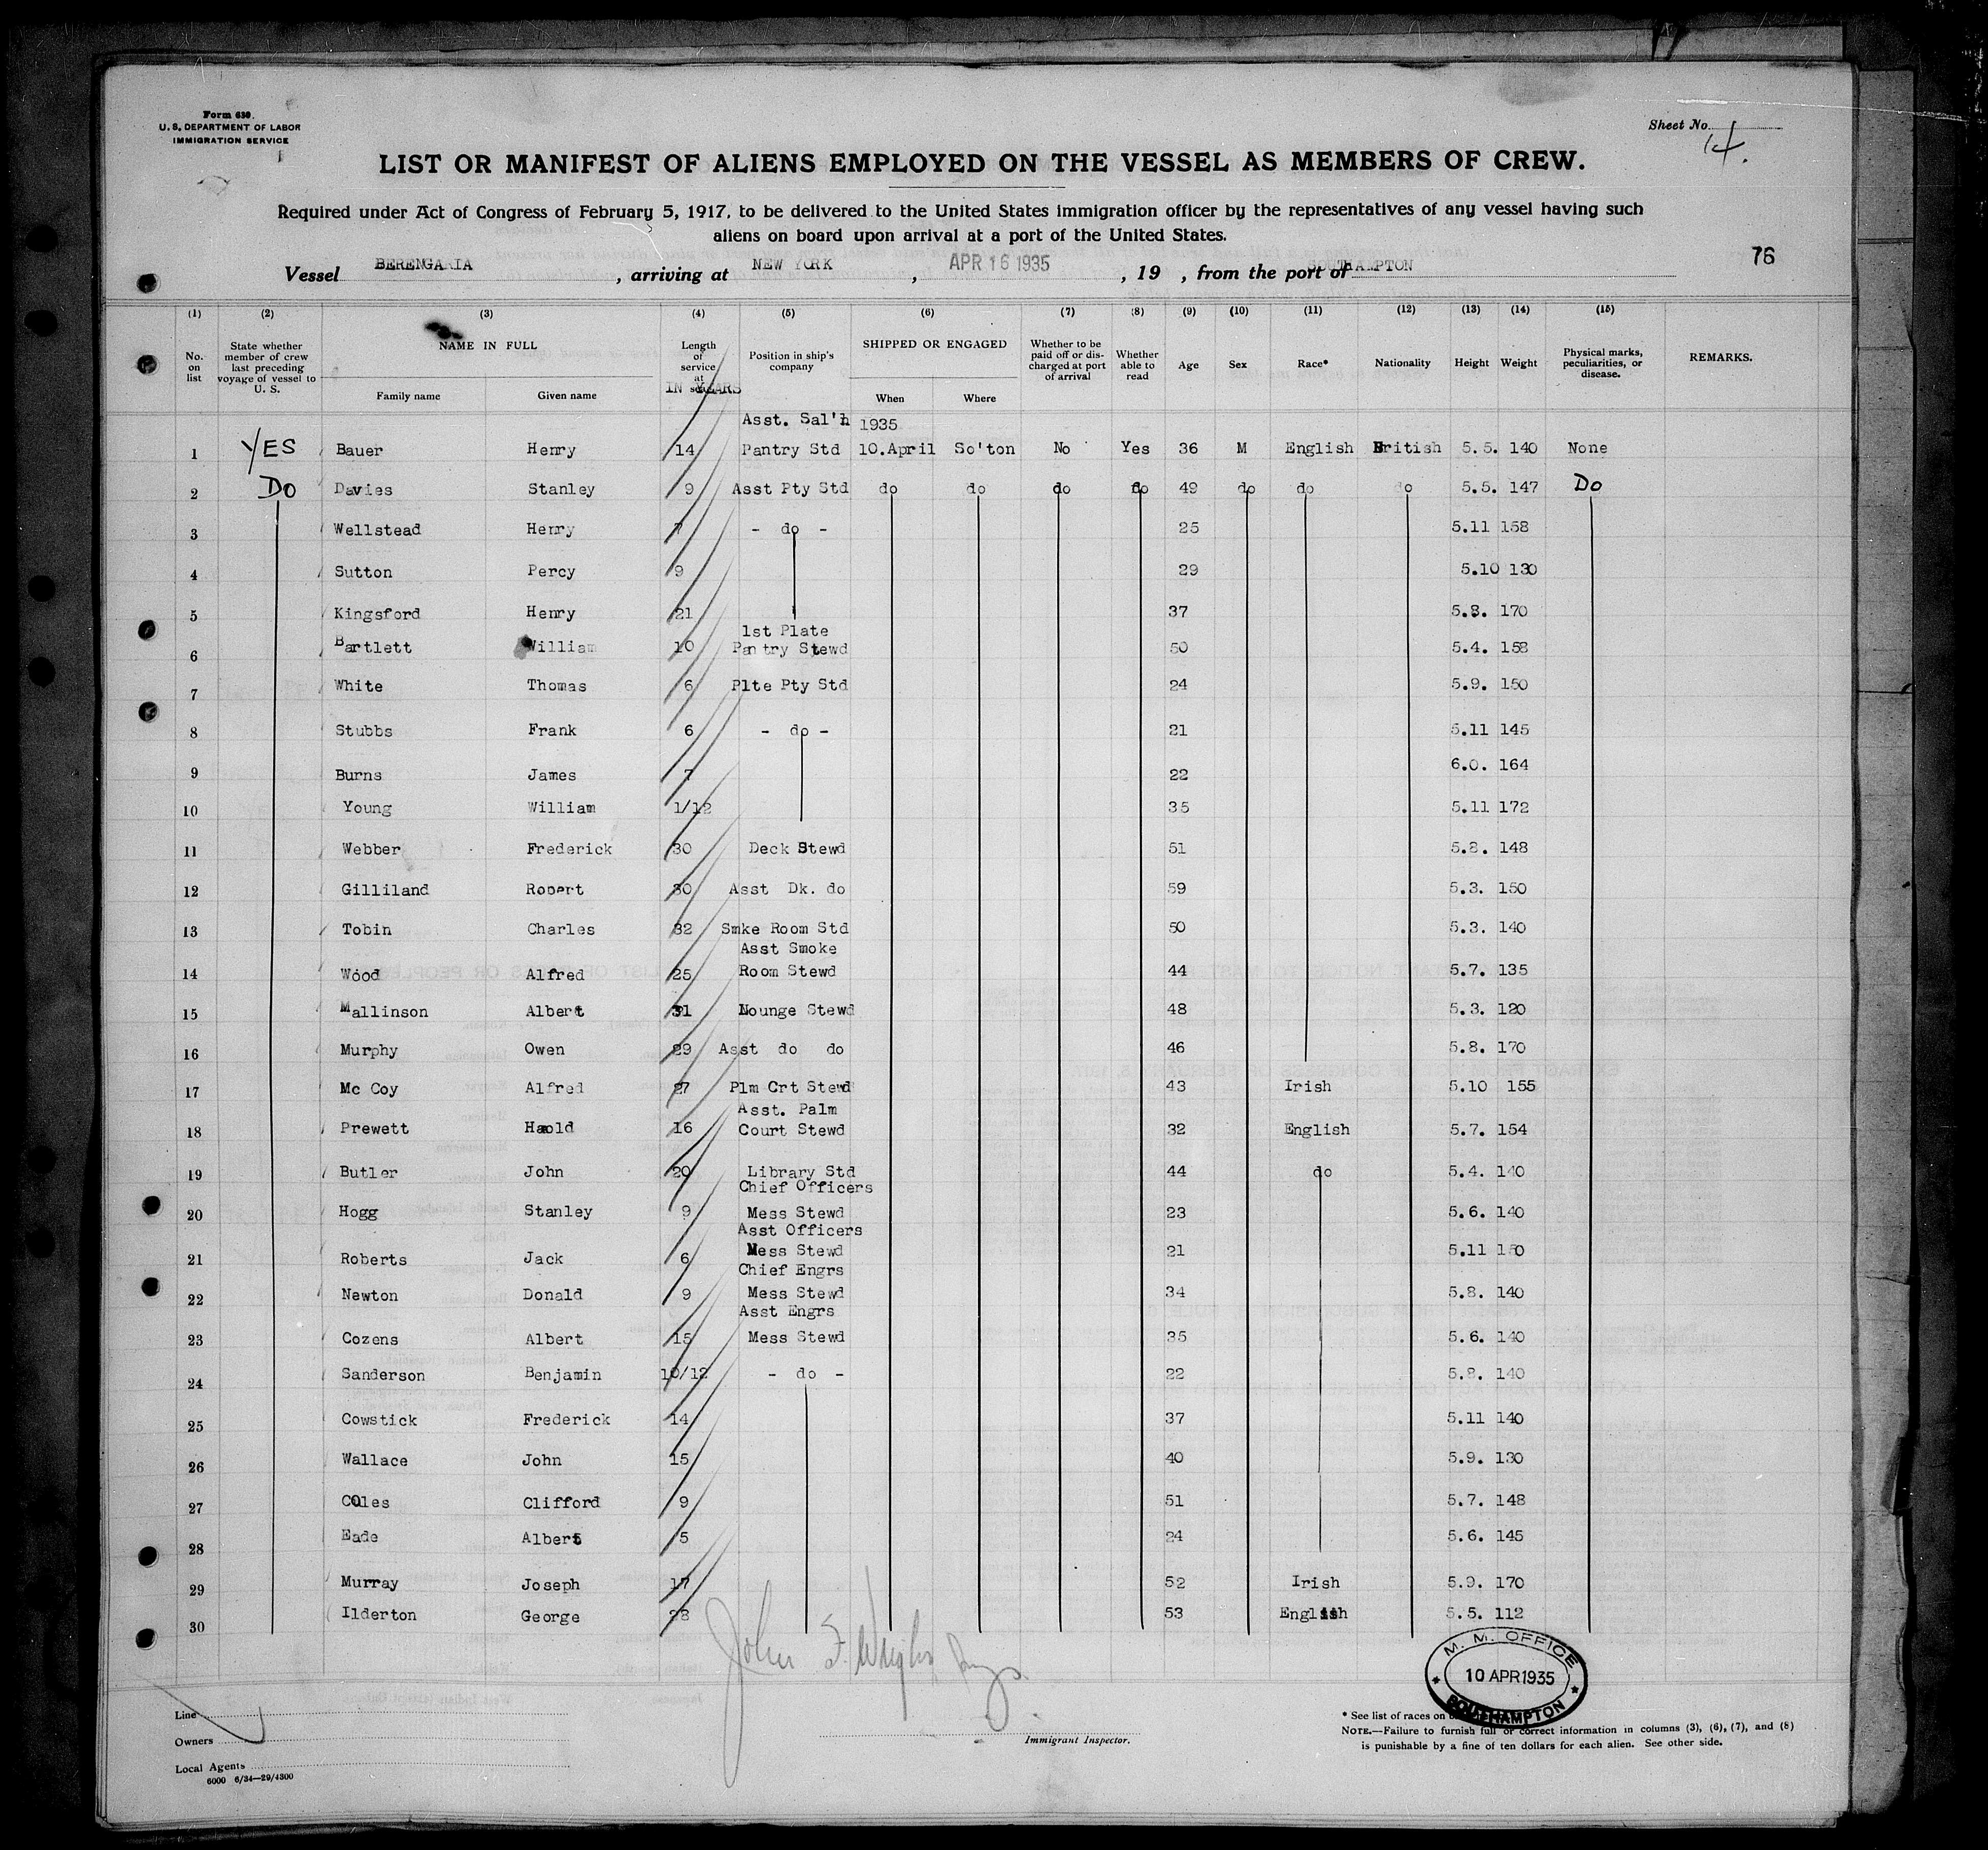 Form 630.
U. S. DEPARTMENT OF LABOR
IMMIGRATION SERVICE
Sheet No. 14.
LIST OR MANIFEST OF ALIENS EMPLOYED ON THE VESSEL AS MEMBERS OF CREW.
Required under Act of Congress of February 5, 1917, to be delivered to the United States immigration officer by the representatives of any vessel having such
aliens on board upon arrival at a port of the United States.
76
Vessel BERENGARIA , arriving at NEW YORK , APR 16 1935 , 19 , from the port of SOUTHAMPTON
(1) (2) (3) (4) (5) (6) (7) (8) (9) (10) (11) (12) (13) (14) (15)
No. on list State whether member of crew last preceding voyage of vessel to U. S. NAME IN FULL Family name Given name Length of service at sea IN YEARS Position in ship's company SHIPPED OR ENGAGED When Where Whether to be paid off or discharged at port of arrival Whether able to read Age Sex Race* Nationality Height Weight Physical marks, peculiarities, or disease. REMARKS.
Asst. Sal'n 1935
1 YES Bauer Henry 14 Pantry Std 10.April So'ton No Yes 36 M English British 5.5. 140 None
2 Do Davies Stanley 9 Asst Pty Std do do do do 49 do do do 5.5. 147 Do
3 Wellstead Henry 7 - do - 25 5.11 158
4 Sutton Percy 9 29 5.10 130
5 Kingsford Henry 21 37 5.8. 170
1st Plate
6 Bartlett William 10 Pantry Stewd 50 5.4. 158
7 White Thomas 6 Plte Pty Std 24 5.9. 150
8 Stubbs Frank 6 - do - 21 5.11 145
9 Burns James 7 22 6.0. 164
10 Young William 1/12 35 5.11 172
11 Webber Frederick 30 Deck Stewd 51 5.8. 148
12 Gilliland Robert 30 Asst Dk. do 59 5.3. 150
13 Tobin Charles 32 Smke Room Std 50 5.3. 140
Asst Smoke
14 Wood Alfred 25 Room Stewd 44 5.7. 135
15 Mallinson Albert 31 Lounge Stewd 48 5.3. 120
16 Murphy Owen 29 Asst do do 46 5.8. 170
17 Mc Coy Alfred 27 Plm Crt Stewd 43 Irish 5.10 155
Asst. Palm
18 Prewett Harold 16 Court Stewd 32 English 5.7. 154
19 Butler John 20 Library Std 44 do 5.4. 140
Chief Officers
20 Hogg Stanley 9 Mess Stewd 23 5.6. 140
Asst Officers
21 Roberts Jack 6 Mess Stewd 21 5.11 150
Chief Engrs
22 Newton Donald 9 Mess Stewd 34 5.8. 140
Asst Engrs
23 Cozens Albert 15 Mess Stewd 35 5.6. 140
24 Sanderson Benjamin 10/12 - do - 22 5.8. 140
25 Cowstick Frederick 14 37 5.11 140
26 Wallace John 15 40 5.9. 130
27 COles Clifford 9 51 5.7. 148
28 Eade Albert 5 24 5.6. 145
29 Murray Joseph 17 52 Irish 5.9. 170
30 Ilderton George 28 53 English 5.5. 112
John F.
M. M. OFFICE
10 APR 1935
SOUTHAMPTON
Line
Owners
Local Agents
6000 6/34—29/4300
Immigrant Inspector.
* See list of races on
NOTE.—Failure to furnish full or correct information in columns (3), (6), (7), and (8)
is punishable by a fine of ten dollars for each alien. See other side.